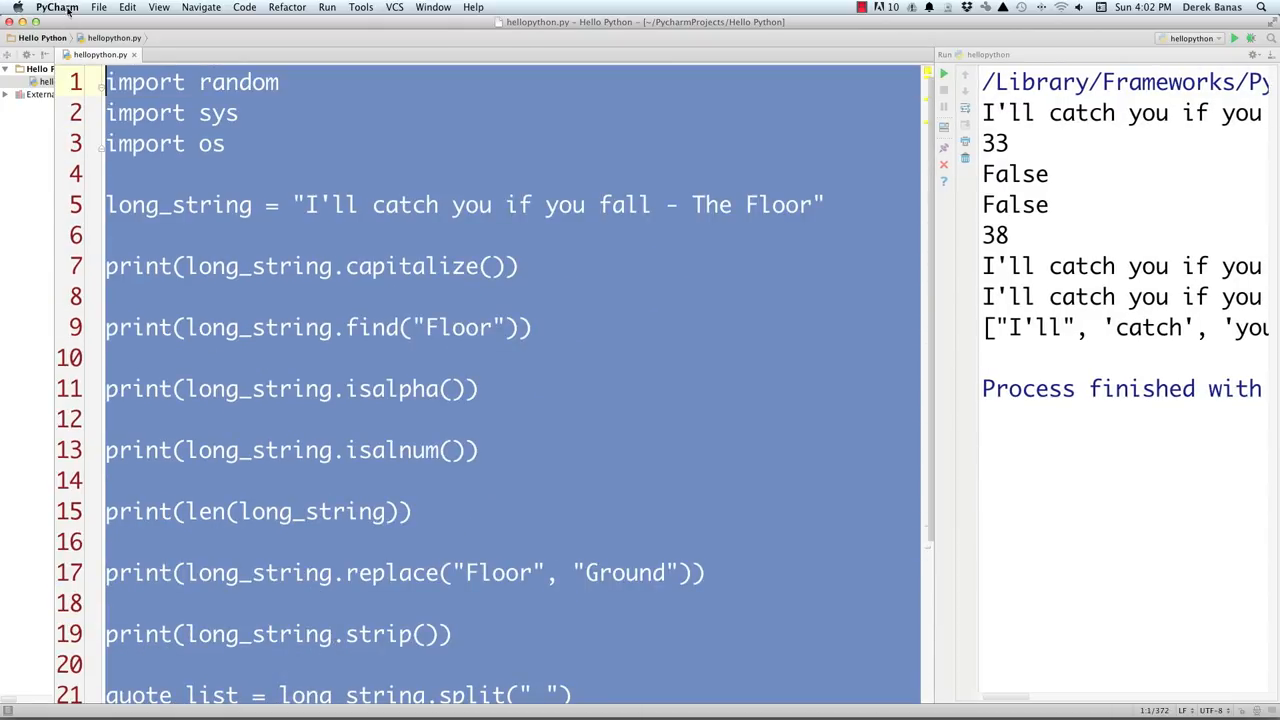 PyCharm File Edit View Navigate Code Refactor Run Tools VCS Window Help 10 Sun 4:02 PM Derek Banas
hellopython.py – Hello Python – [~/PycharmProjects/Hello Python]
Hello Python hellopython.py hellopython
hellopython.py
Run hellopython
Hello P
hell
Extern
1 import random
2 import sys
3 import os
4
5 long_string = "I'll catch you if you fall - The Floor"
6
7 print(long_string.capitalize())
8
9 print(long_string.find("Floor"))
10
11 print(long_string.isalpha())
12
13 print(long_string.isalnum())
14
15 print(len(long_string))
16
17 print(long_string.replace("Floor", "Ground"))
18
19 print(long_string.strip())
20
21 quote_list = long_string.split(" ")
/Library/Frameworks/Py
I'll catch you if you
33
False
False
38
I'll catch you if you
I'll catch you if you
["I'll", 'catch', 'you
Process finished with
1:1/372 LF UTF-8